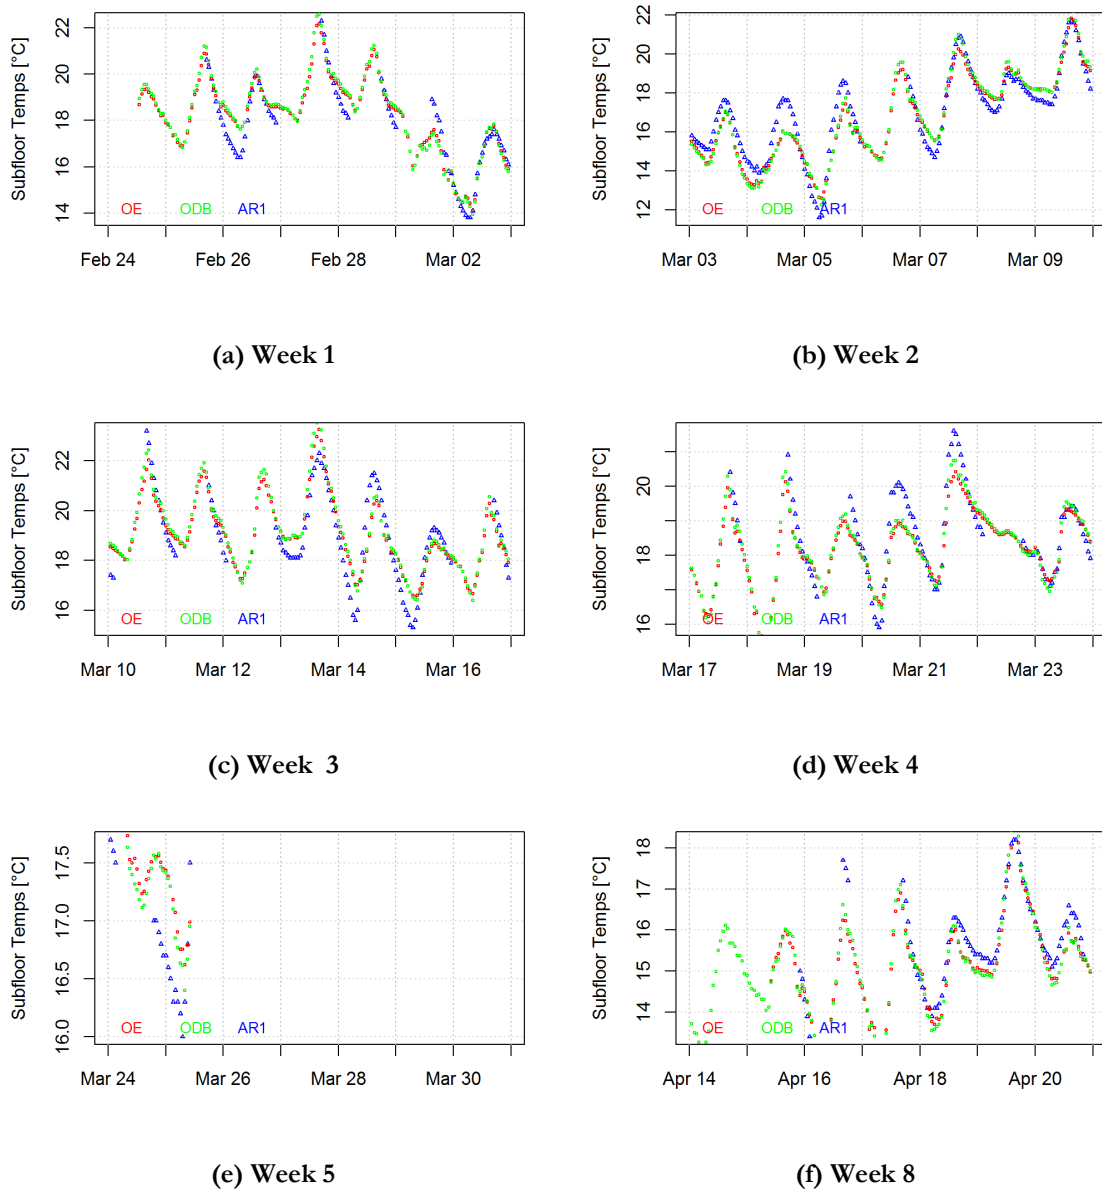 Subfloor Temps [°C]
22
20
18
16
14
OE ODB AR1
Feb 24 Feb 26 Feb 28 Mar 02
(a) Week 1
Subfloor Temps [°C]
22
20
18
16
14
12
OE ODB AR1
Mar 03 Mar 05 Mar 07 Mar 09
(b) Week 2
Subfloor Temps [°C]
22
20
18
16
OE ODB AR1
Mar 10 Mar 12 Mar 14 Mar 16
(c) Week 3
Subfloor Temps [°C]
20
18
16
OE ODB AR1
Mar 17 Mar 19 Mar 21 Mar 23
(d) Week 4
Subfloor Temps [°C]
17.5
17.0
16.5
16.0
OE ODB AR1
Mar 24 Mar 26 Mar 28 Mar 30
(e) Week 5
Subfloor Temps [°C]
18
17
16
15
14
OE ODB AR1
Apr 14 Apr 16 Apr 18 Apr 20
(f) Week 8